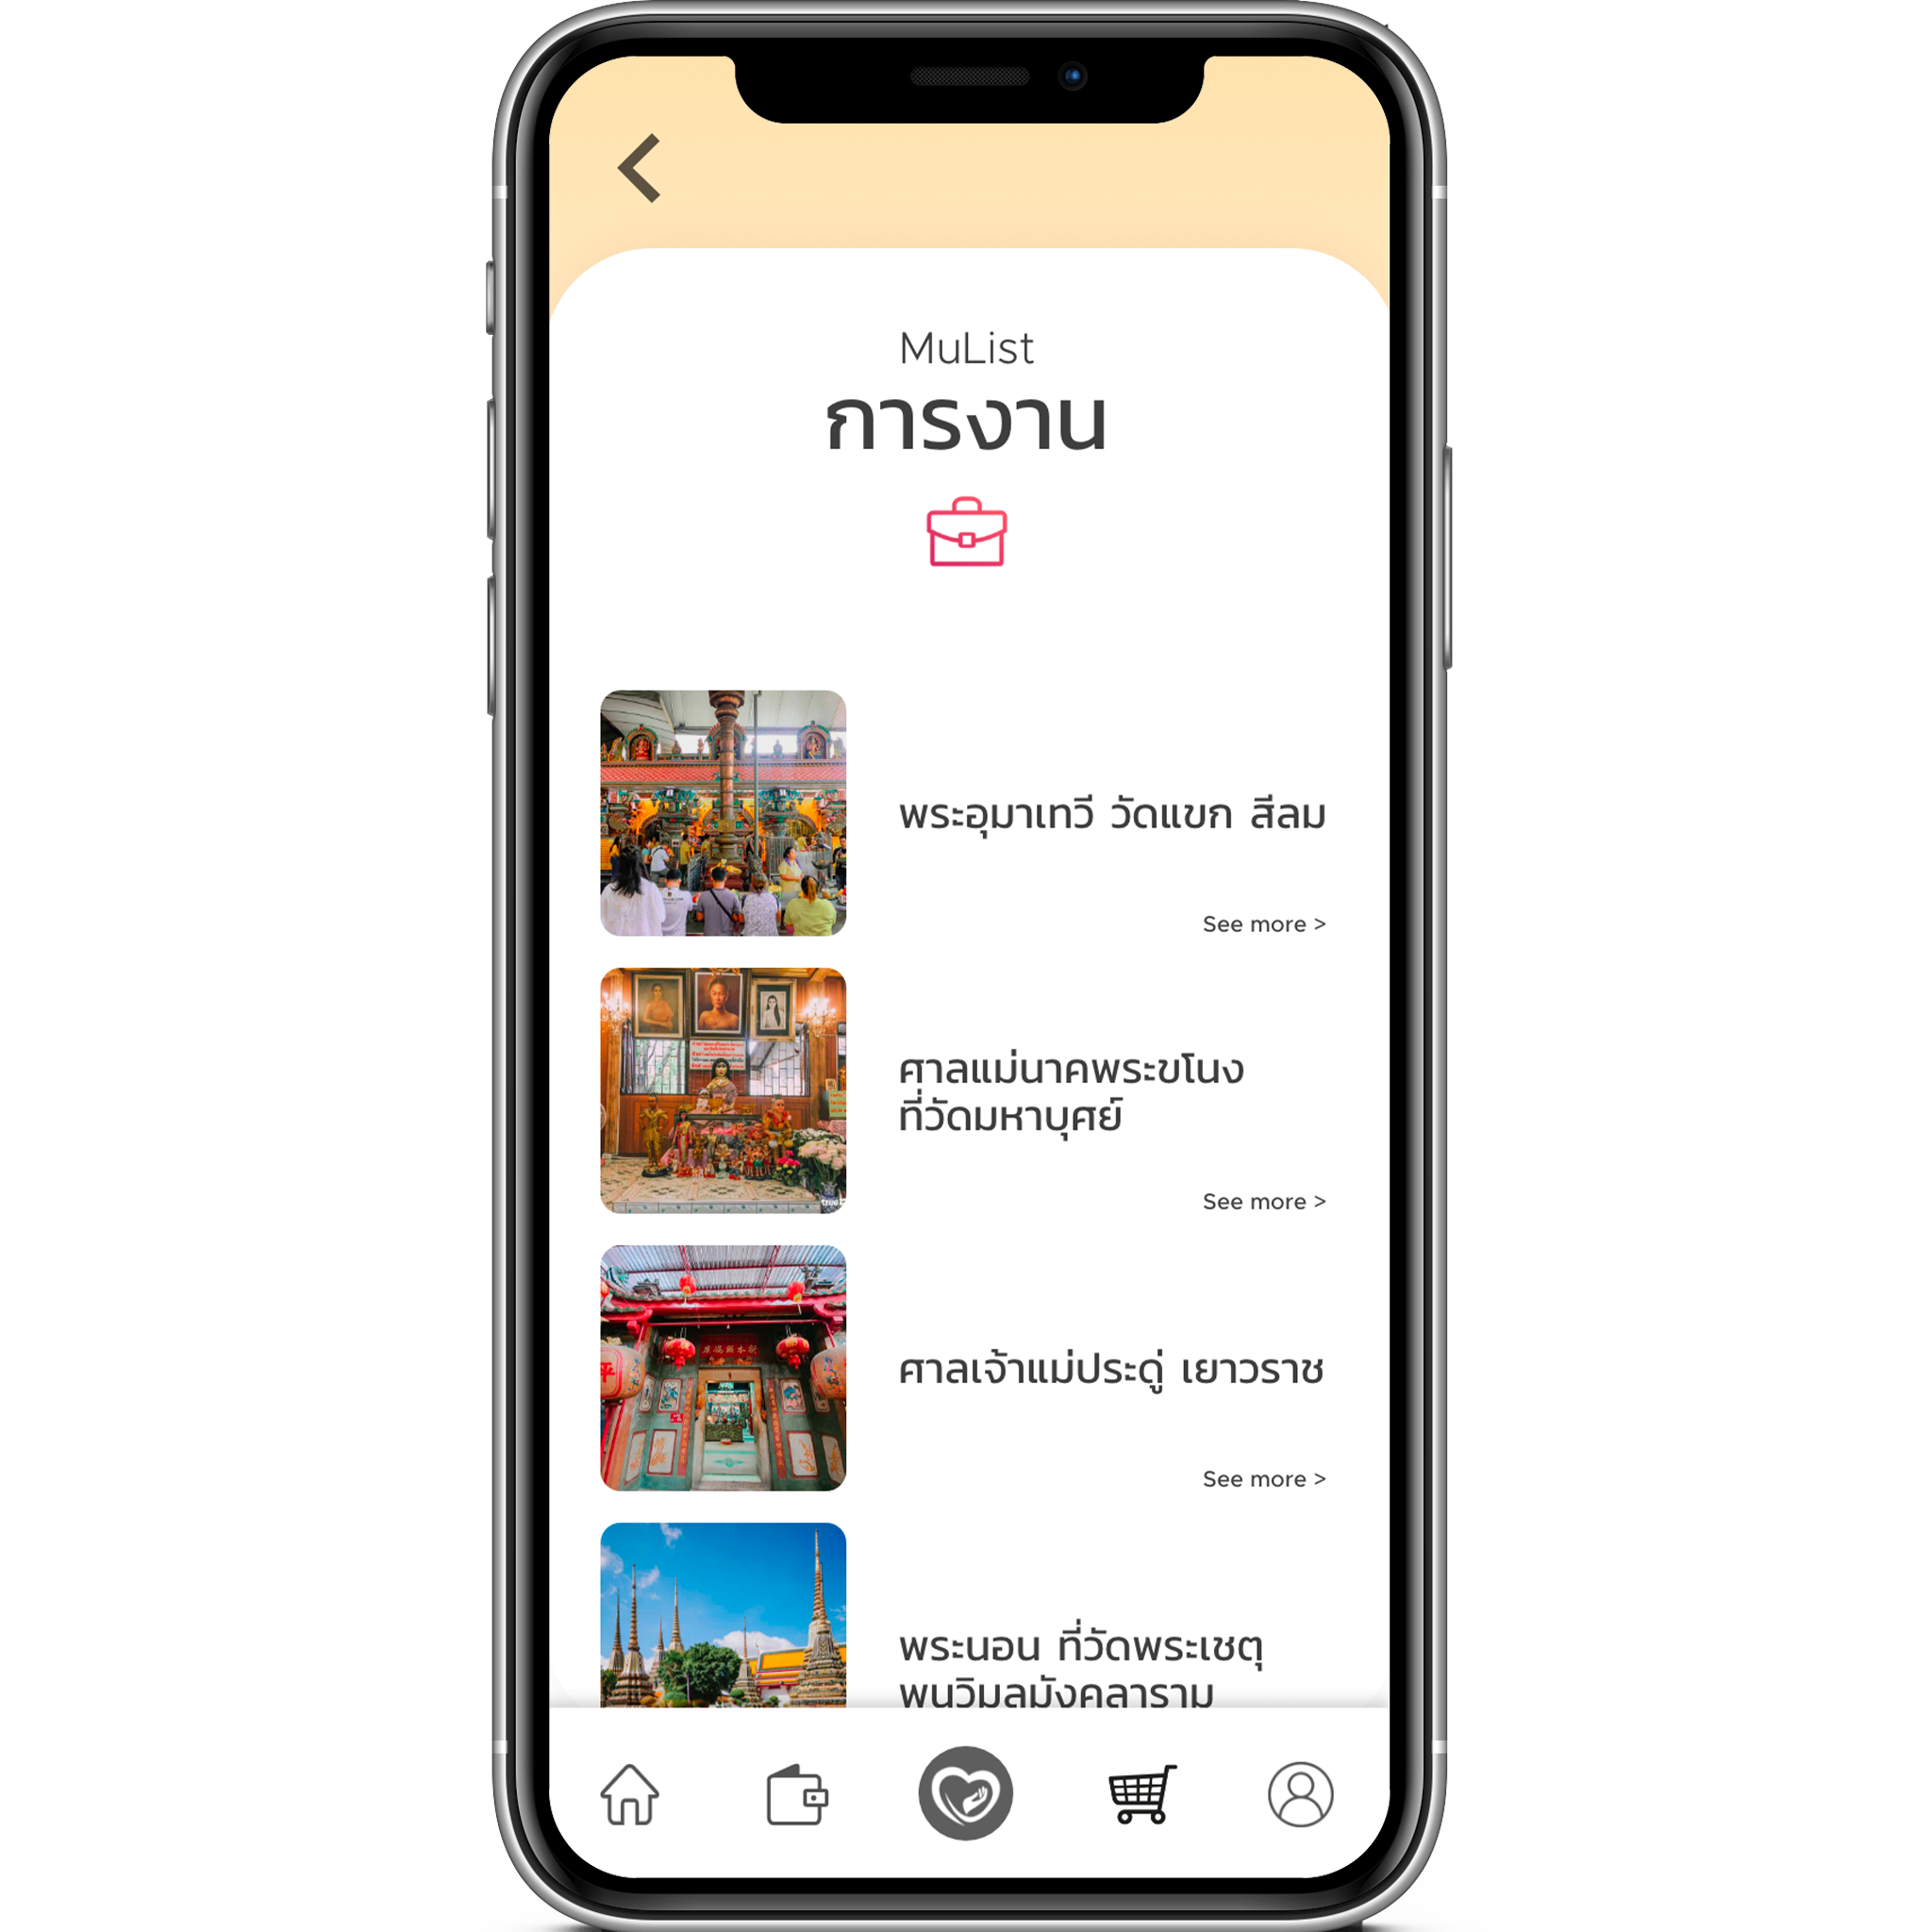 MuList
การงาน
พระอุมาเทวี วัดแขก สีลม
See more >
ศาลแม่นาคพระขโนง
ที่วัดมหาบุศย์
See more >
ศาลเจ้าแม่ประดู่ เยาวราช
See more >
พระนอน ที่วัดพระเชตุ
พนวิมลมังคลาราม